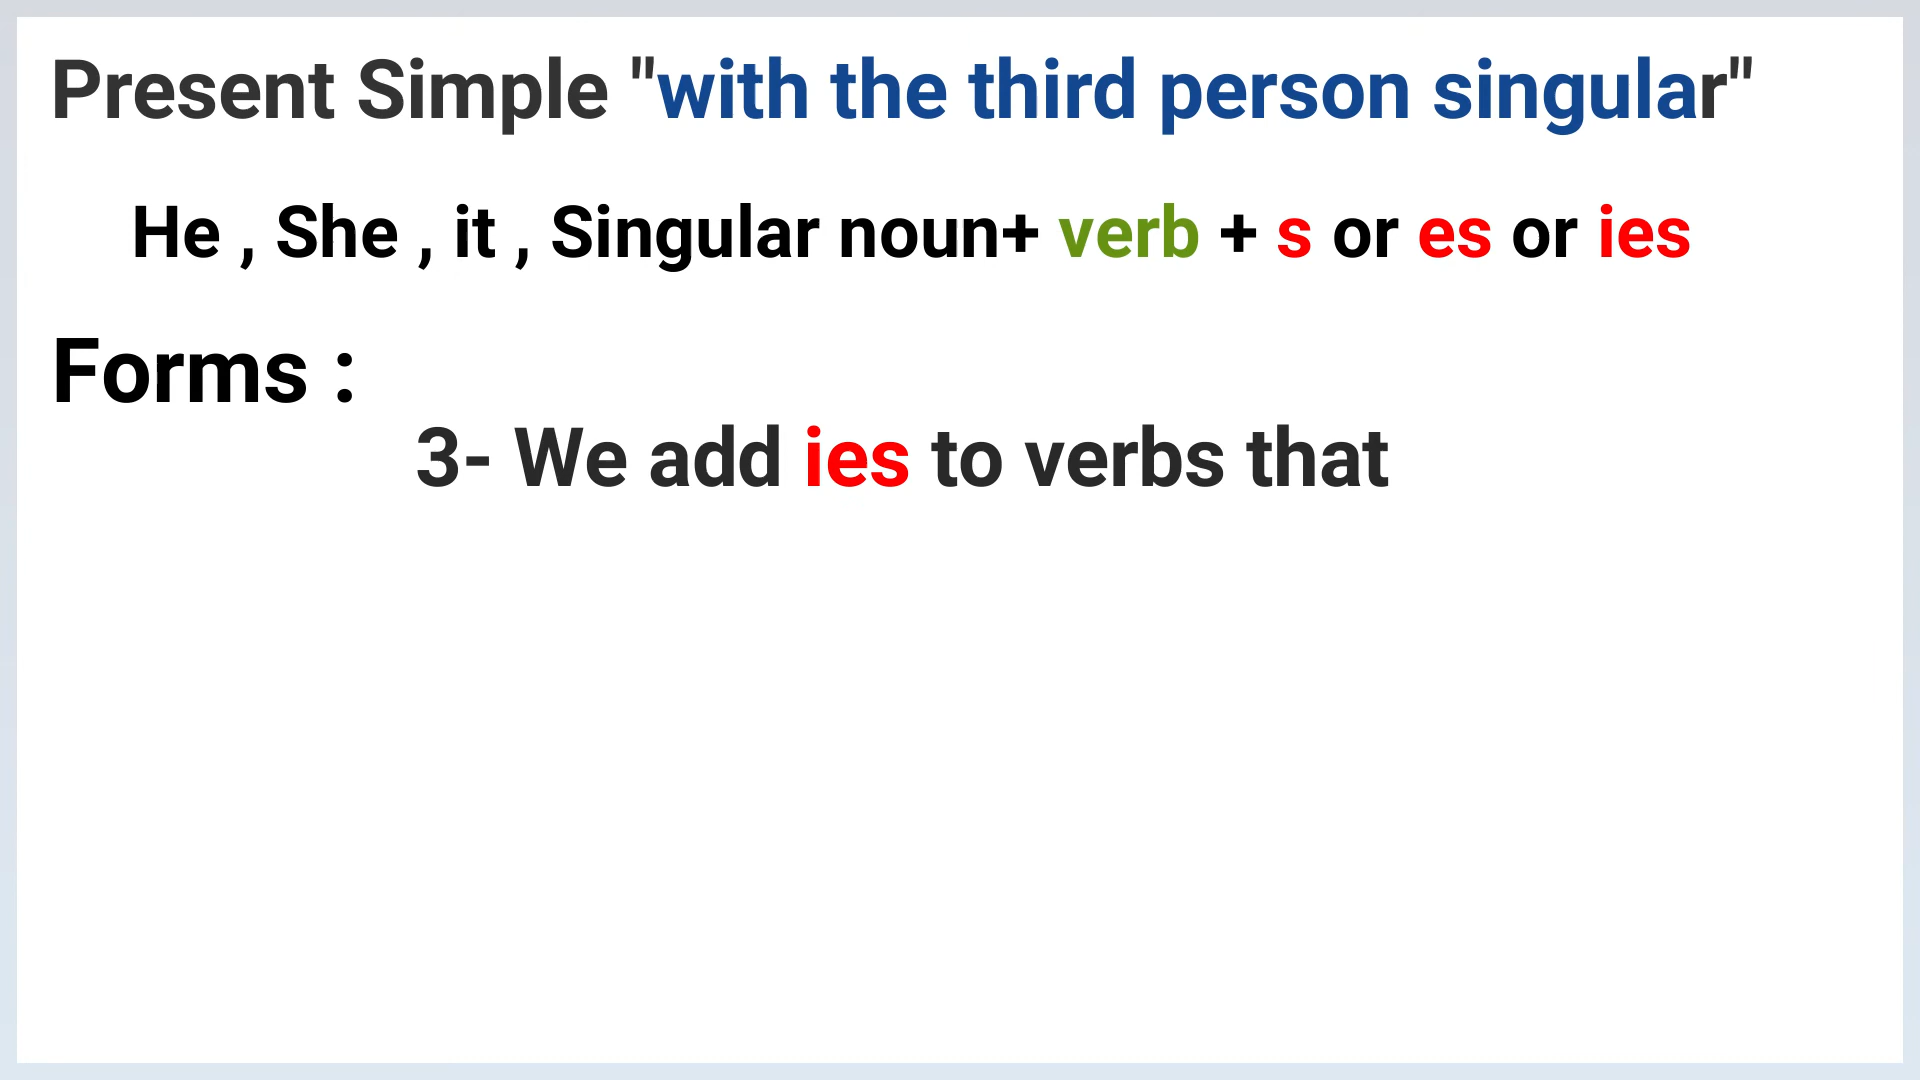 Present Simple "with the third person singular"
He , She , it , Singular noun+ verb + s or es or ies
Forms :
3- We add ies to verbs that